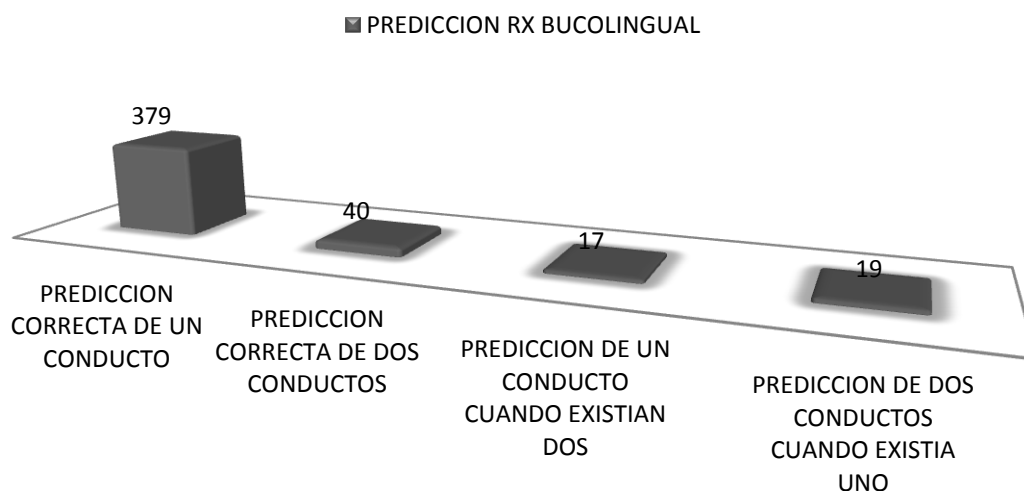 PREDICCION RX BUCOLINGUAL
379
40
17
19
PREDICCION
CORRECTA DE UN
CONDUCTO
PREDICCION
CORRECTA DE DOS
CONDUCTOS
PREDICCION DE UN
CONDUCTO
CUANDO EXISTIAN
DOS
PREDICCION DE DOS
CONDUCTOS
CUANDO EXISTIA
UNO